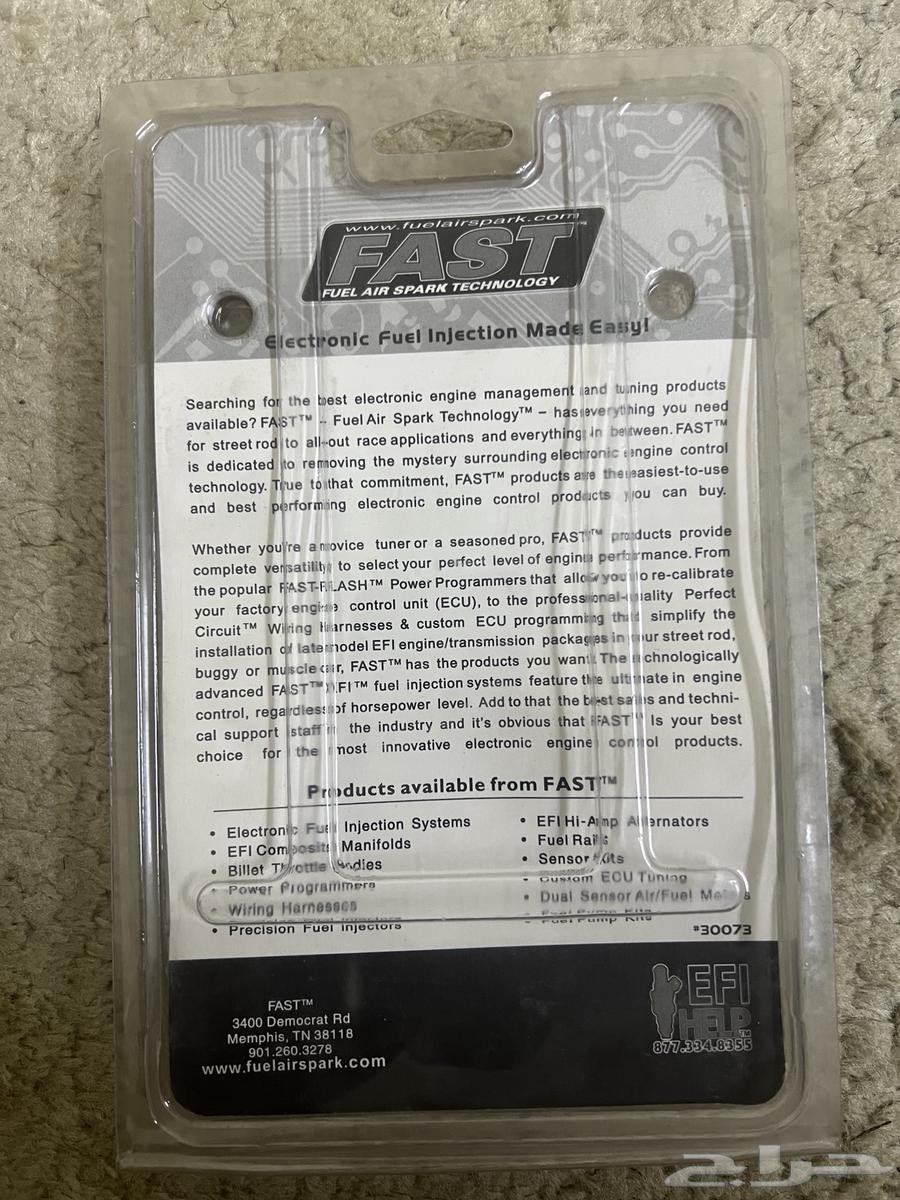 www.fuelairspark.com
FAST™
FUEL AIR SPARK TECHNOLOGY
Electronic Fuel Injection Made Easy!
Searching for the best electronic engine management and tuning products
available? FAST™ – Fuel Air Spark Technology™ – has everything you need
for street rod to all-out race applications and everything in between. FAST™
is dedicated to removing the mystery surrounding electronic engine control
technology. True to that commitment, FAST™ products are the easiest-to-use
and best performing electronic engine control products you can buy.
Whether you're a novice tuner or a seasoned pro, FAST™ products provide
complete versatility to select your perfect level of engine performance. From
the popular FAST-FLASH™ Power Programmers that allow you to re-calibrate
your factory engine control unit (ECU), to the professional-quality Perfect
Circuit™ Wiring Harnesses & custom ECU programming that simplify the
installation of late model EFI engine/transmission packages in your street rod,
buggy or muscle car, FAST™ has the products you want. The technologically
advanced FAST™ XFI™ fuel injection systems feature the ultimate in engine
control, regardless of horsepower level. Add to that the best sales and techni-
cal support staff in the industry and it's obvious that FAST™ Is your best
choice for the most innovative electronic engine control products.
Products available from FAST™
• Electronic Fuel Injection Systems
• EFI Composite Manifolds
• Billet Throttle Bodies
• Power Programmers
• Wiring Harnesses
• Precision Fuel Injectors
• EFI Hi-Amp Alternators
• Fuel Rails
• Sensor Kits
• Custom ECU Tuning
• Dual Sensor Air/Fuel Meters
• Fuel Pump Kits
#30073
FAST™
3400 Democrat Rd
Memphis, TN 38118
901.260.3278
www.fuelairspark.com
EFI
HELP™
877.334.8355
حراج